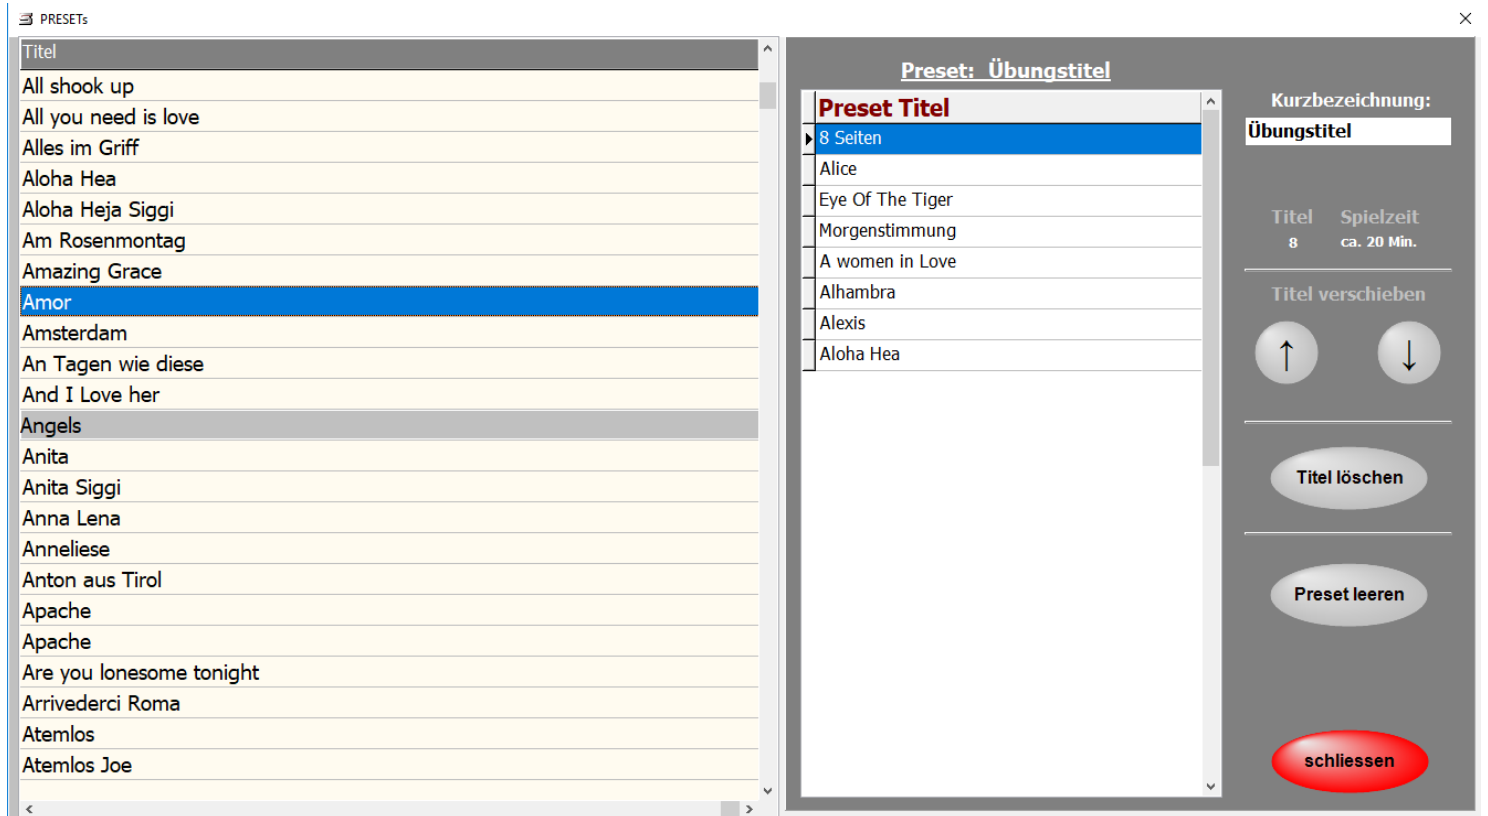 PRESETs
Titel
All shook up
All you need is love
Alles im Griff
Aloha Hea
Aloha Heja Siggi
Am Rosenmontag
Amazing Grace
Amor
Amsterdam
An Tagen wie diese
And I Love her
Angels
Anita
Anita Siggi
Anna Lena
Anneliese
Anton aus Tirol
Apache
Apache
Are you lonesome tonight
Arrivederci Roma
Atemlos
Atemlos Joe
Preset: Übungstitel
Preset Titel
8 Seiten
Alice
Eye Of The Tiger
Morgenstimmung
A women in Love
Alhambra
Alexis
Aloha Hea
Kurzbezeichnung:
Übungstitel
Titel Spielzeit
8 ca. 20 Min.
Titel verschieben
↑ ↓
Titel löschen
Preset leeren
schliessen